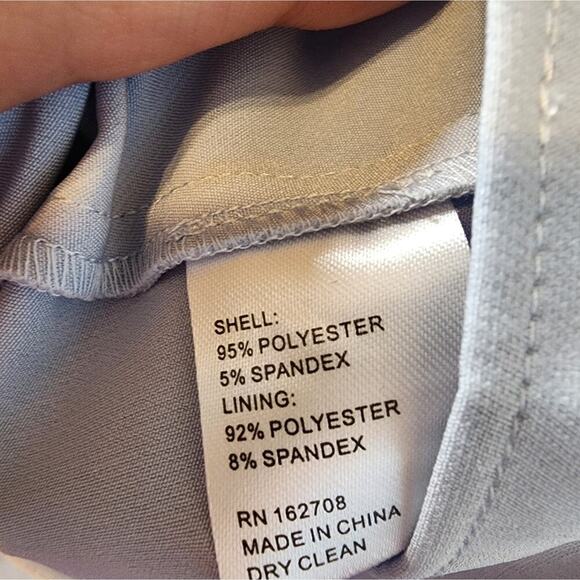 SHELL:
95% POLYESTER
5% SPANDEX
LINING:
92% POLYESTER
8% SPANDEX
RN 162708
MADE IN CHINA
DRY CLEAN